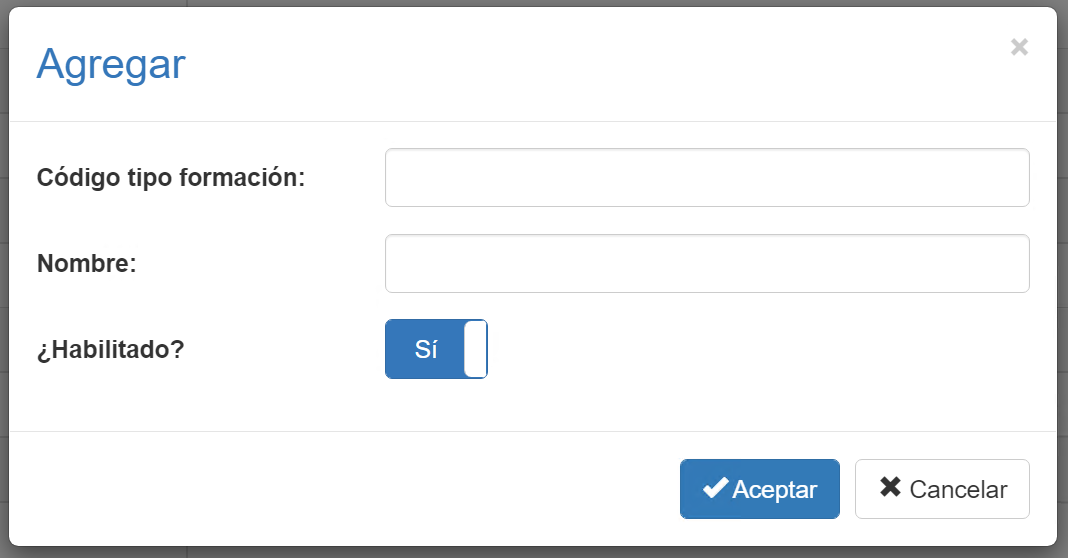 Agregar
×
Código tipo formación:
Nombre:
¿Habilitado?
Sí
Aceptar
Cancelar